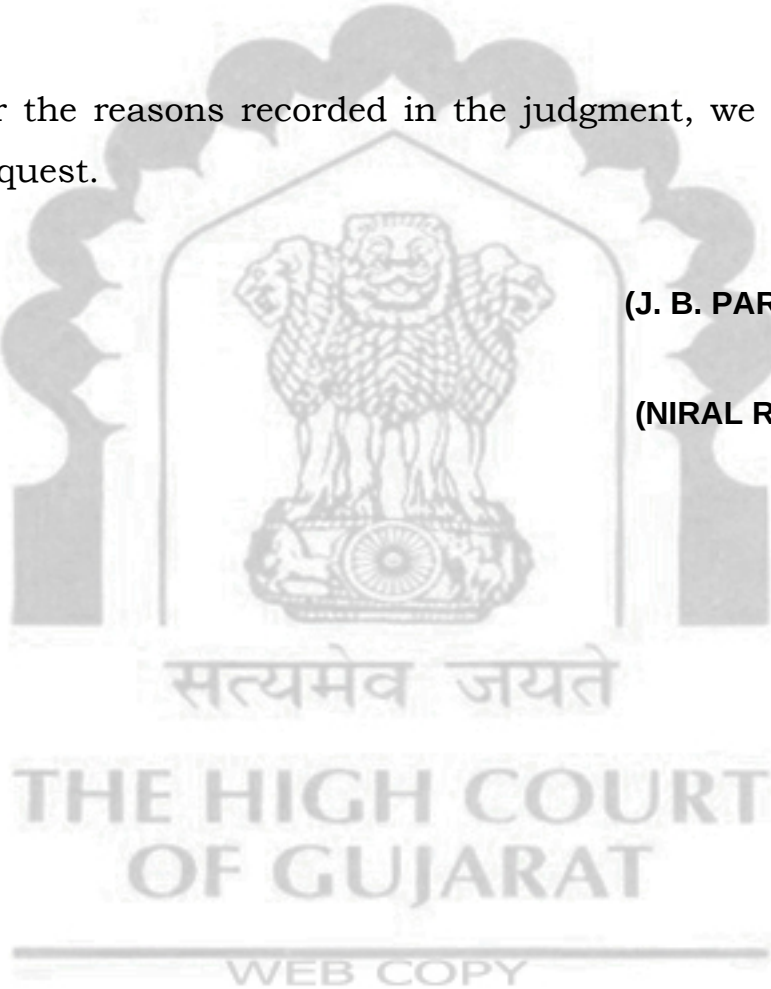 r the reasons recorded in the judgment, we
quest.
(J. B. PAR
(NIRAL R
सत्यमेव जयते
THE HIGH COURT
OF GUJARAT
WEB COPY